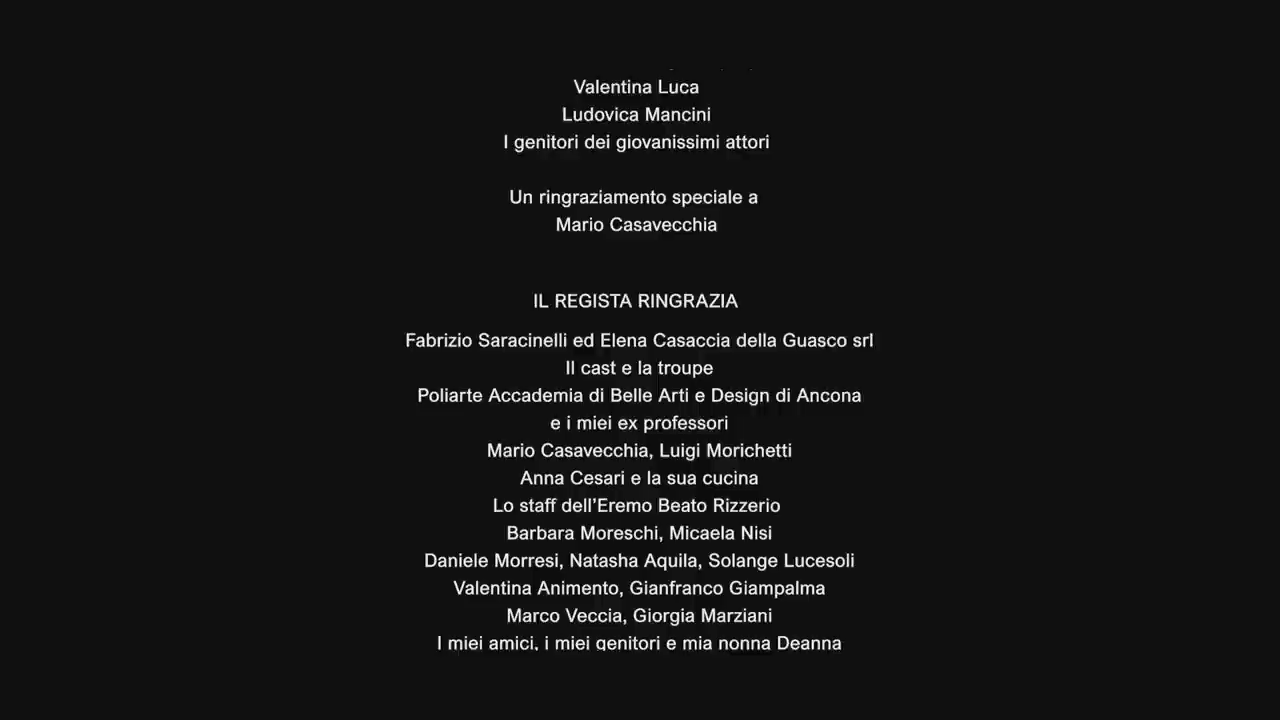 Valentina Luca
Ludovica Mancini
I genitori dei giovanissimi attori
Un ringraziamento speciale a
Mario Casavecchia
IL REGISTA RINGRAZIA
Fabrizio Saracinelli ed Elena Casaccia della Guasco srl
Il cast e la troupe
Poliarte Accademia di Belle Arti e Design di Ancona
e i miei ex professori
Mario Casavecchia, Luigi Morichetti
Anna Cesari e la sua cucina
Lo staff dell’Eremo Beato Rizzerio
Barbara Moreschi, Micaela Nisi
Daniele Morresi, Natasha Aquila, Solange Lucesoli
Valentina Animento, Gianfranco Giampalma
Marco Veccia, Giorgia Marziani
I miei amici, i miei genitori e mia nonna Deanna